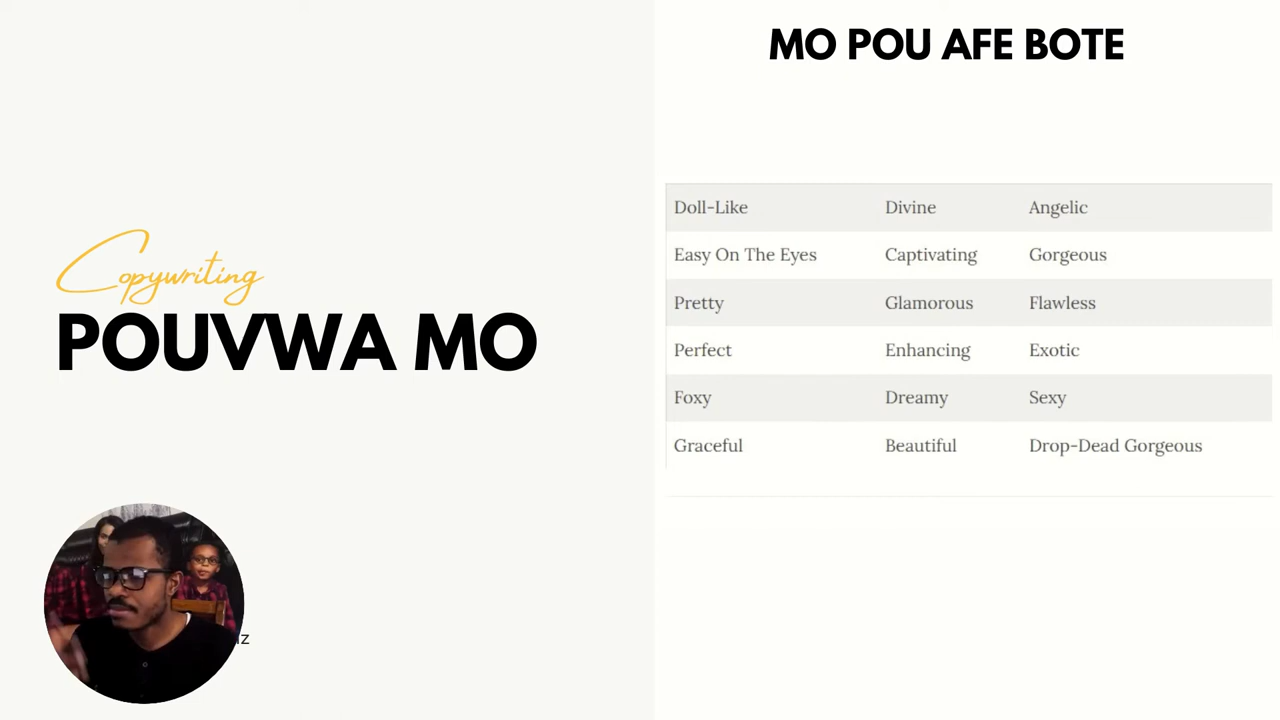 Copywriting
POUVWA MO
MO POU AFE BOTE
Doll-Like Divine Angelic
Easy On The Eyes Captivating Gorgeous
Pretty Glamorous Flawless
Perfect Enhancing Exotic
Foxy Dreamy Sexy
Graceful Beautiful Drop-Dead Gorgeous